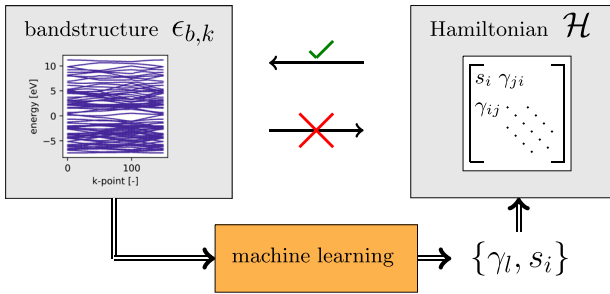 bandstructure ϵ_{b,k}
10
5
0
−5
energy [eV]
0 100
k-point [-]
Hamiltonian ℋ
s_i γ_{ji}
γ_{ij}
machine learning
{γ_l, s_i}